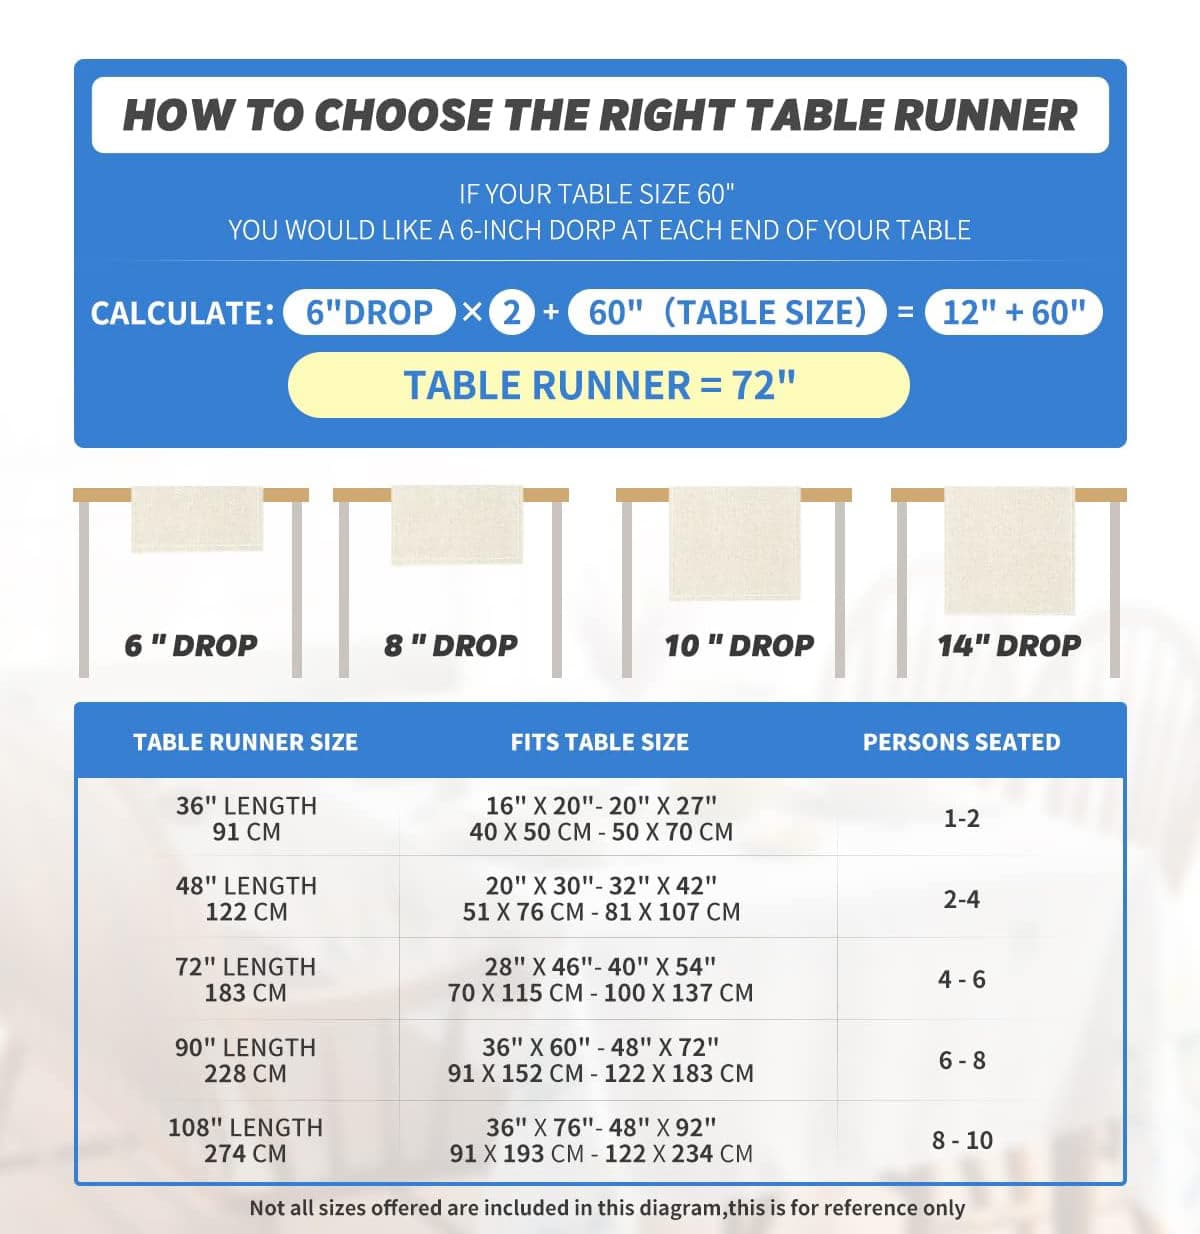 HOW TO CHOOSE THE RIGHT TABLE RUNNER
IF YOUR TABLE SIZE 60"
YOU WOULD LIKE A 6-INCH DORP AT EACH END OF YOUR TABLE
CALCULATE: 6"DROP × 2 + 60" (TABLE SIZE) = 12" + 60"
TABLE RUNNER = 72"
6 " DROP
8 " DROP
10 " DROP
14" DROP
TABLE RUNNER SIZE FITS TABLE SIZE PERSONS SEATED
36" LENGTH
91 CM
16" X 20"- 20" X 27"
40 X 50 CM - 50 X 70 CM
1-2
48" LENGTH
122 CM
20" X 30"- 32" X 42"
51 X 76 CM - 81 X 107 CM
2-4
72" LENGTH
183 CM
28" X 46"- 40" X 54"
70 X 115 CM - 100 X 137 CM
4 - 6
90" LENGTH
228 CM
36" X 60" - 48" X 72"
91 X 152 CM - 122 X 183 CM
6 - 8
108" LENGTH
274 CM
36" X 76"- 48" X 92"
91 X 193 CM - 122 X 234 CM
8 - 10
Not all sizes offered are included in this diagram,this is for reference only